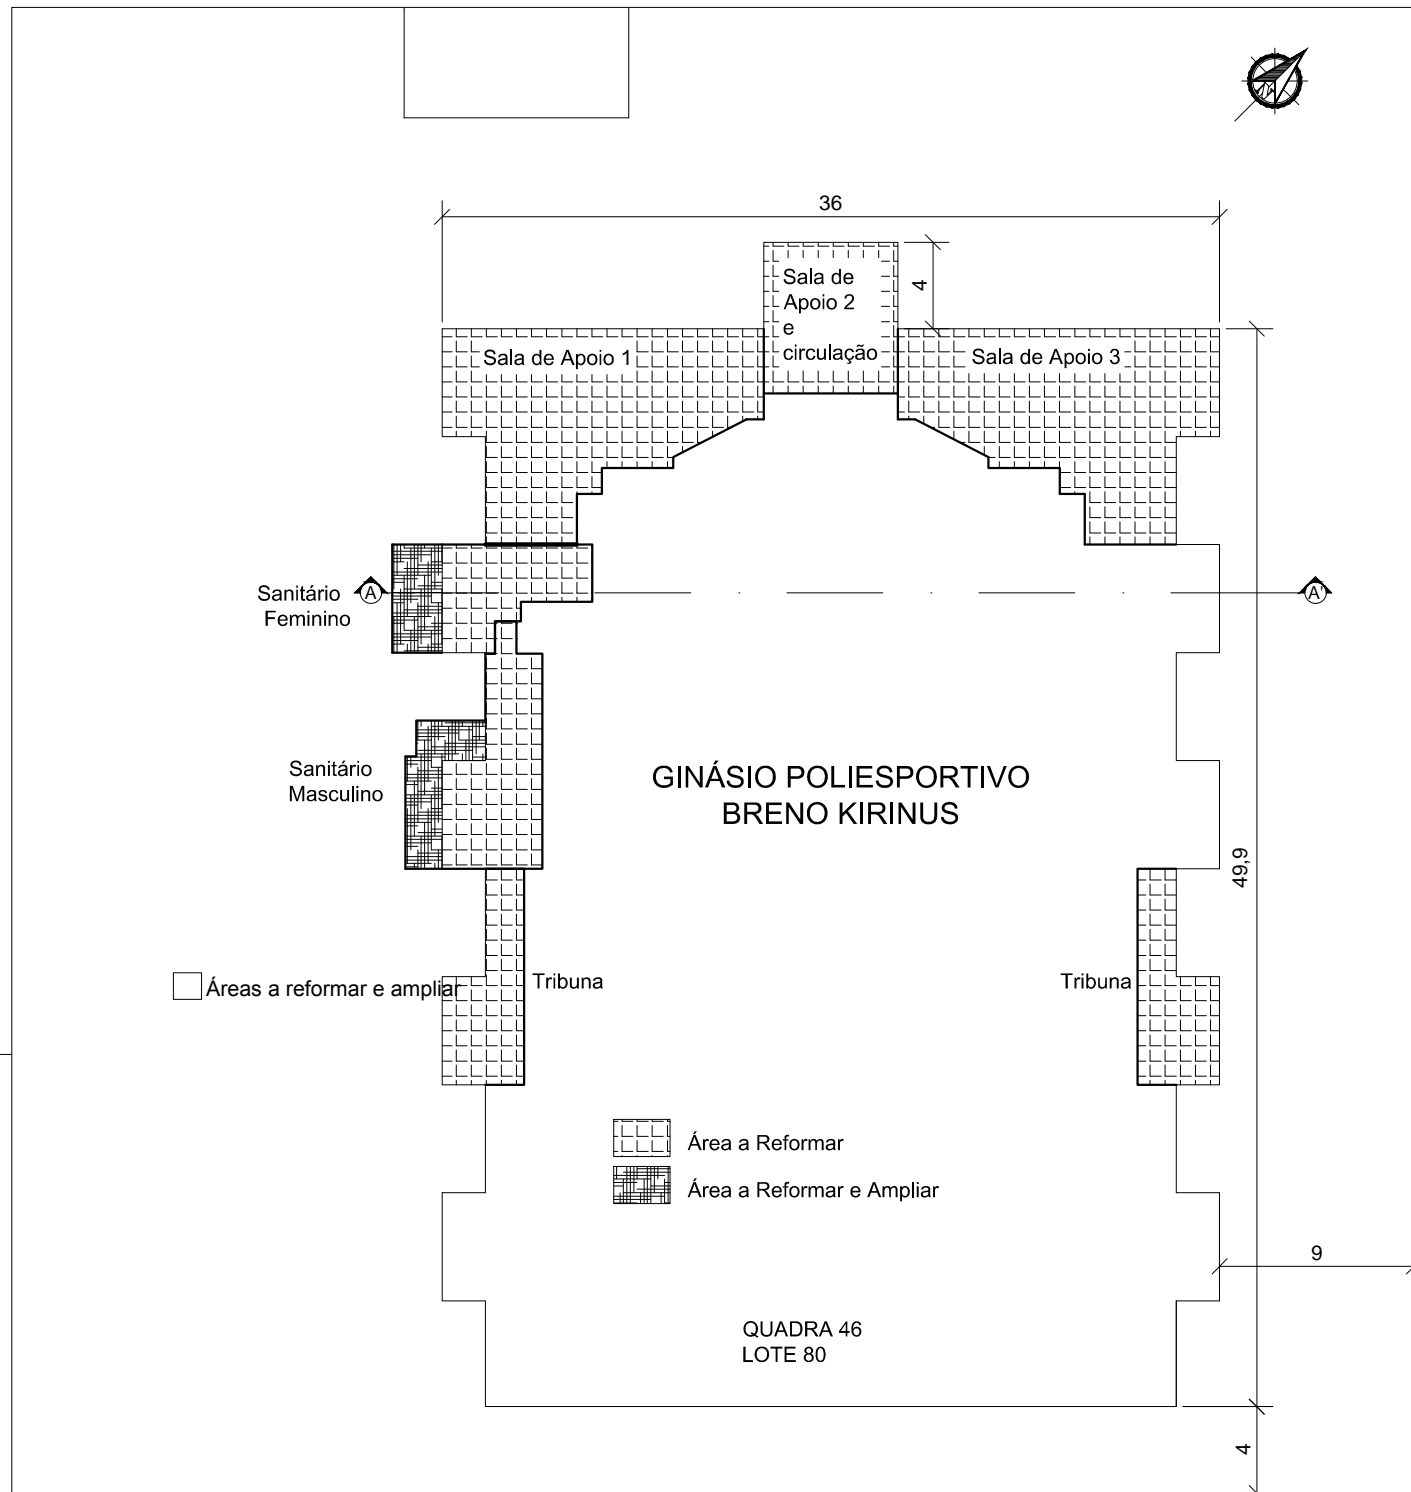 N
36
Sala de
Apoio 2
e
circulação
4
Sala de Apoio 1
Sala de Apoio 3
Sanitário
Feminino
A
A'
Sanitário
Masculino
GINÁSIO POLIESPORTIVO
BRENO KIRINUS
49,9
Áreas a reformar e ampliar
Tribuna
Tribuna
Área a Reformar
Área a Reformar e Ampliar
9
QUADRA 46
LOTE 80
4